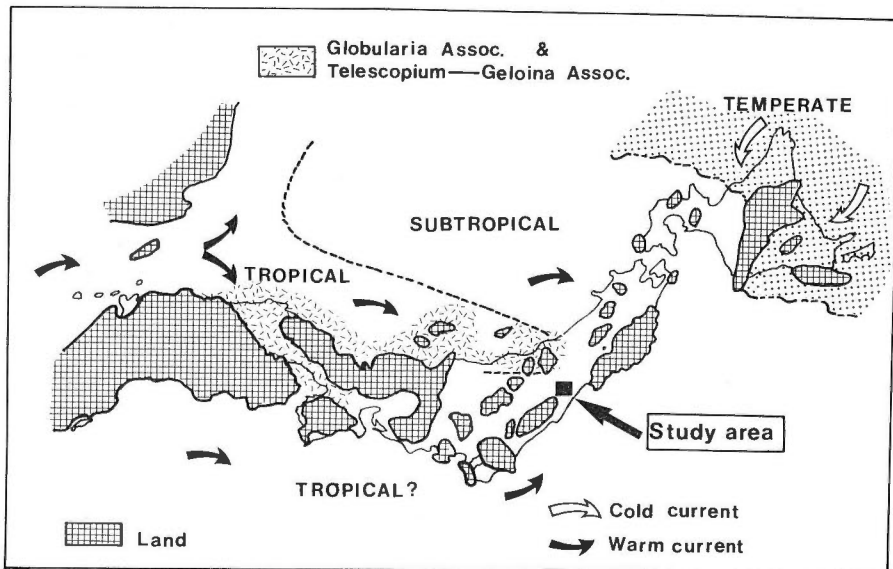 Globularia Assoc. &
Telescopium—Geloina Assoc.
TEMPERATE
SUBTROPICAL
TROPICAL
Study area
TROPICAL?
Cold current
Land
Warm current